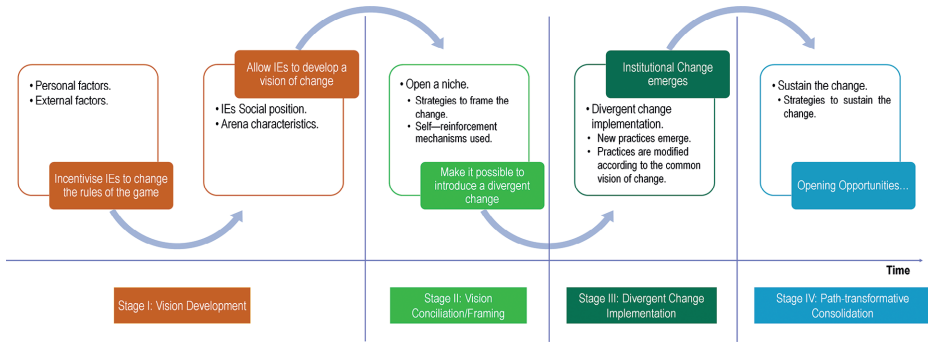 • Personal factors.
• External factors.
Incentivise IEs to change
the rules of the game
Allow IEs to develop a
vision of change
• IEs Social position.
• Arena characteristics.
• Open a niche.
• Strategies to frame the
change.
• Self—reinforcement
mechanisms used.
Make it possible to
introduce a divergent
change
Institutional Change
emerges
• Divergent change
implementation.
• New practices emerge.
• Practices are modified
according to the common
vision of change.
• Sustain the change.
• Strategies to sustain the
change.
Opening Opportunities...
Time
Stage I: Vision Development
Stage II: Vision
Conciliation/Framing
Stage III: Divergent Change
Implementation
Stage IV: Path-transformative
Consolidation